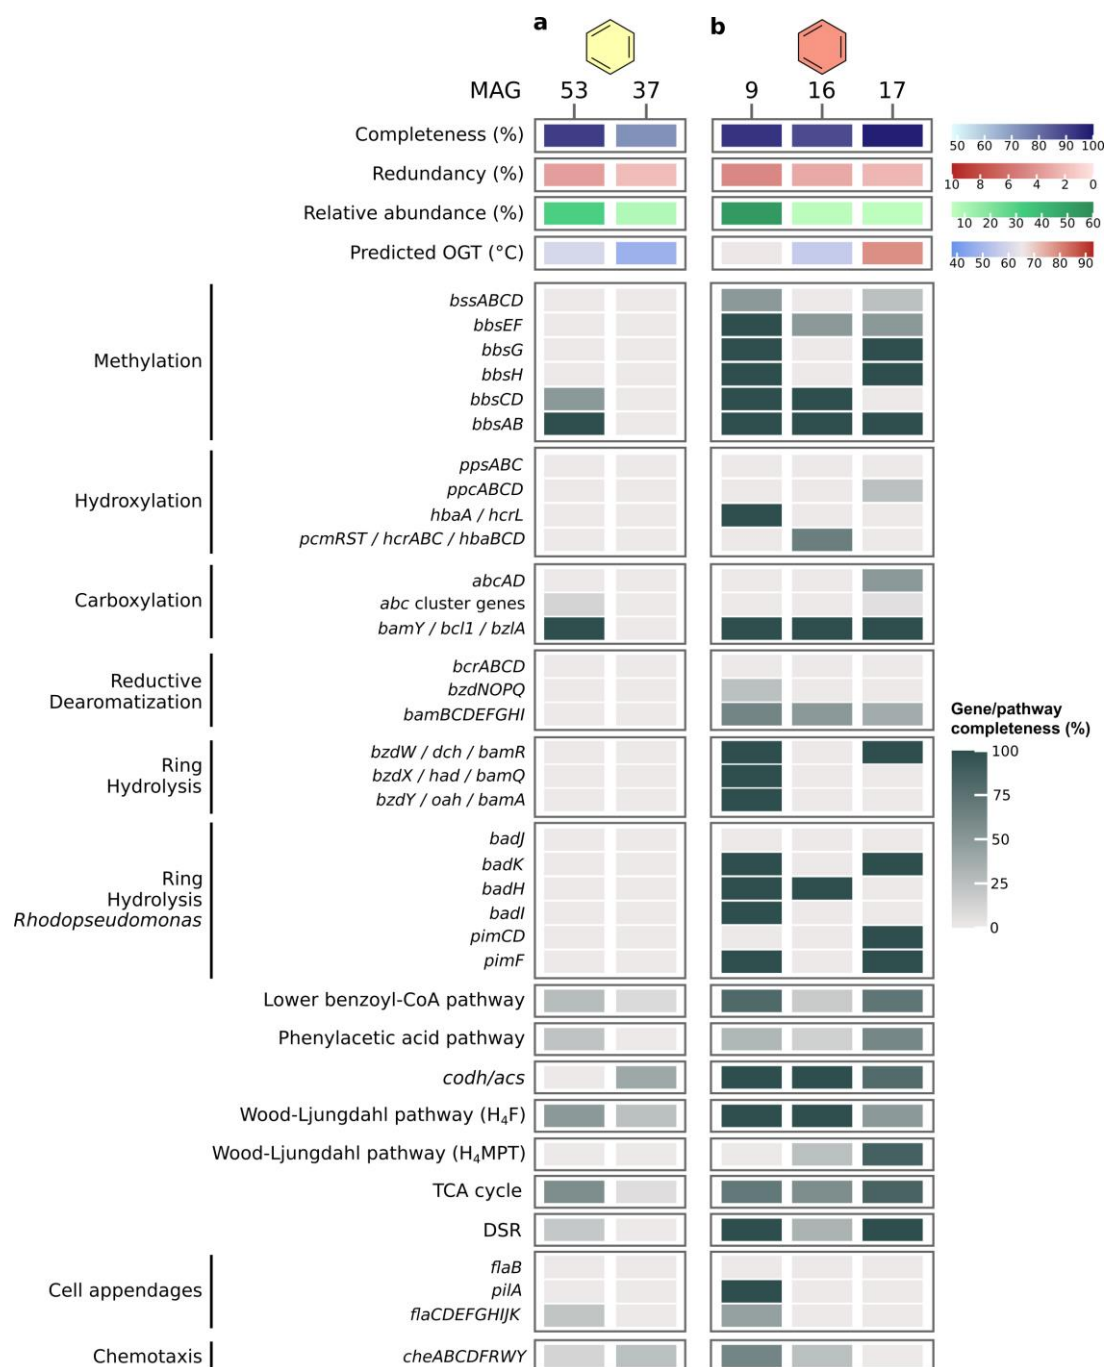 a
b
MAG 53 37 9 16 17
Completeness (%)
50 60 70 80 90 100
Redundancy (%)
10 8 6 4 2 0
Relative abundance (%)
10 20 30 40 50 60
Predicted OGT (°C)
40 50 60 70 80 90
Methylation
bssABCD
bbsEF
bbsG
bbsH
bbsCD
bbsAB
Hydroxylation
ppsABC
ppcABCD
hbaA / hcrL
pcmRST / hcrABC / hbaBCD
Carboxylation
abcAD
abc cluster genes
bamY / bcl1 / bzlA
Reductive
Dearomatization
bcrABCD
bzdNOPQ
bamBCDEFGHI
Ring
Hydrolysis
bzdW / dch / bamR
bzdX / had / bamQ
bzdY / oah / bamA
Ring
Hydrolysis
Rhodopseudomonas
badJ
badK
badH
badI
pimCD
pimF
Gene/pathway
completeness (%)
100
75
50
25
0
Lower benzoyl-CoA pathway
Phenylacetic acid pathway
codh/acs
Wood-Ljungdahl pathway (H₄F)
Wood-Ljungdahl pathway (H₄MPT)
TCA cycle
DSR
Cell appendages
flaB
pilA
flaCDEFGHIJK
Chemotaxis
cheABCDFRWY